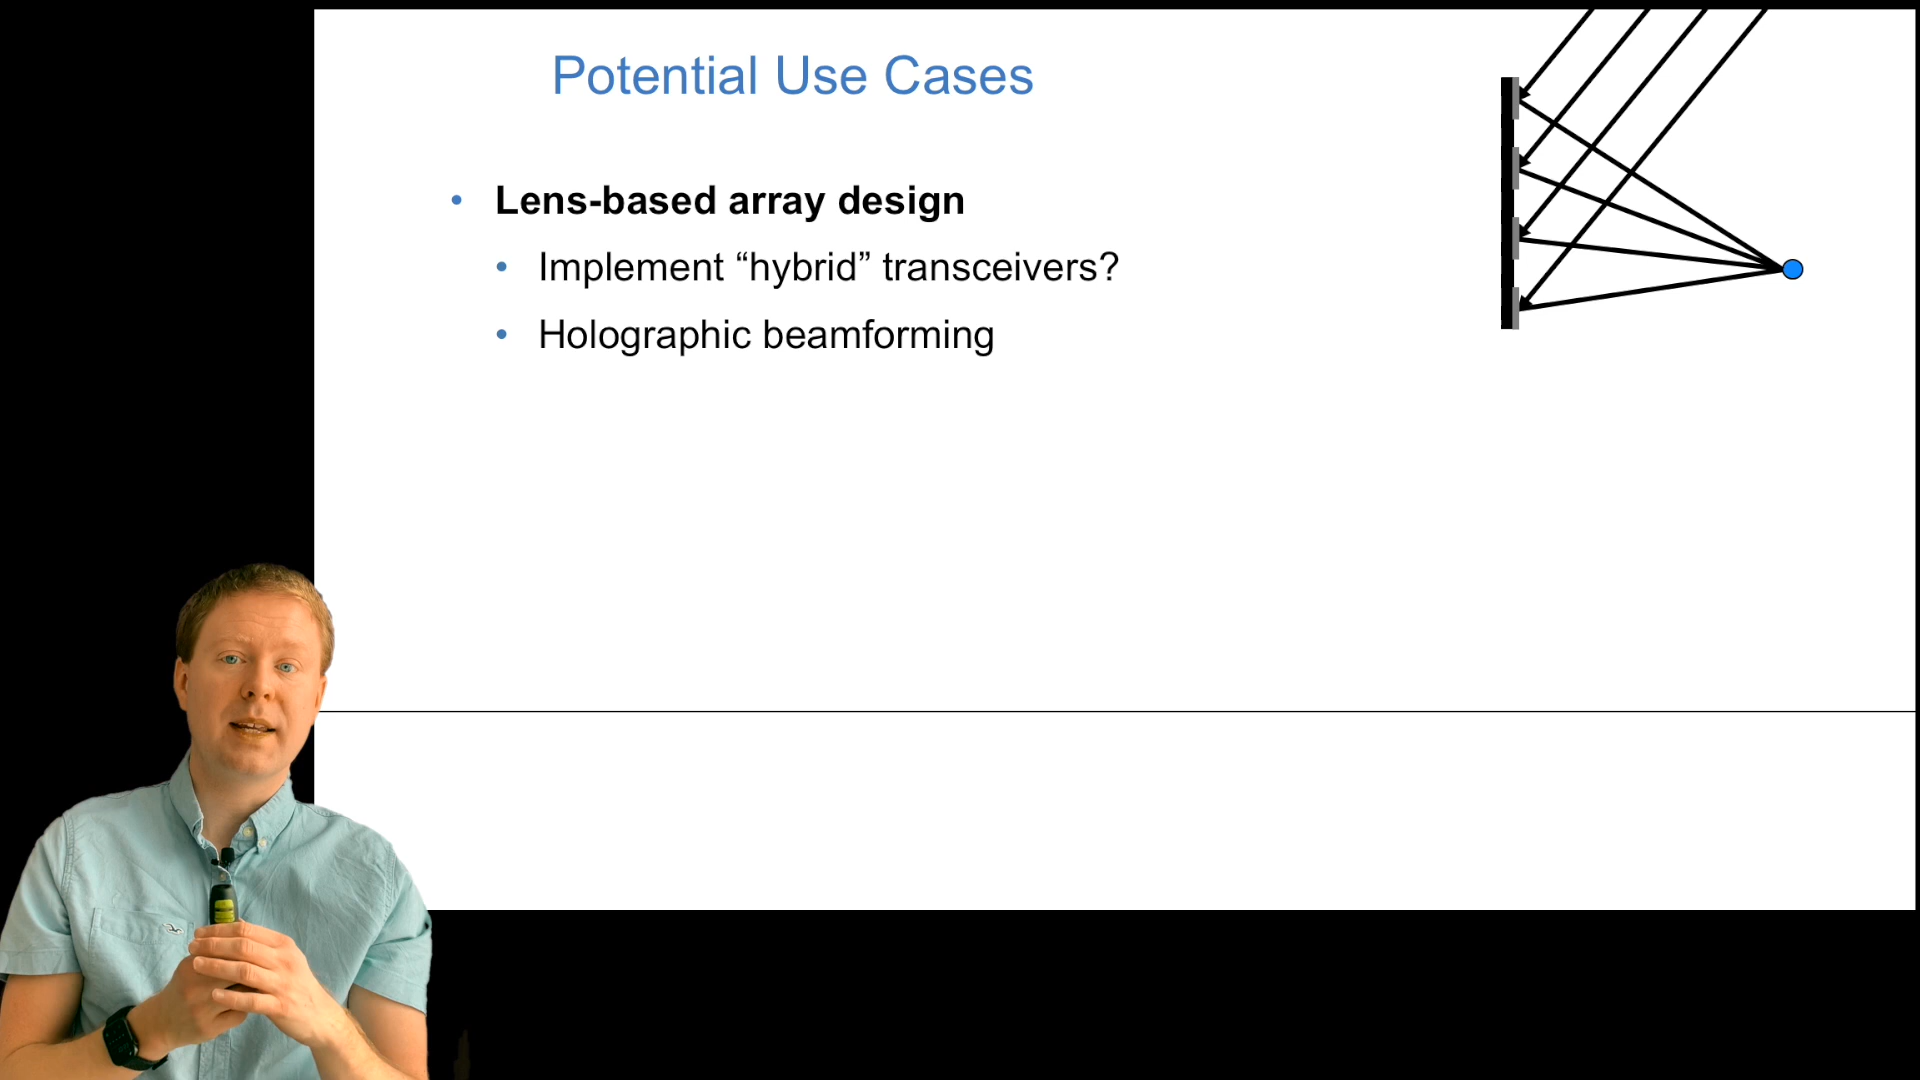 Potential Use Cases
• Lens-based array design
• Implement “hybrid” transceivers?
• Holographic beamforming